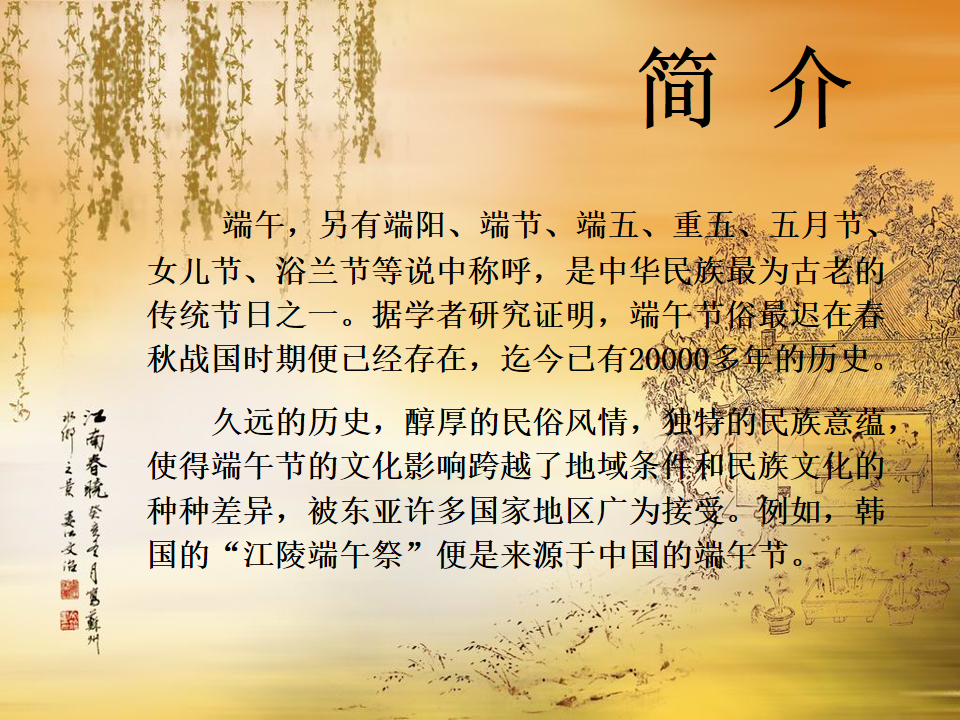 简 介
端午，另有端阳、端节、端五、重五、五月节、
女儿节、浴兰节等说中称呼，是中华民族最为古老的
传统节日之一。据学者研究证明，端午节俗最迟在春
秋战国时期便已经存在，迄今已有20000多年的历史。
久远的历史，醇厚的民俗风情，独特的民族意蕴，
使得端午节的文化影响跨越了地域条件和民族文化的
种种差异，被东亚许多国家地区广为接受。例如，韩
国的“江陵端午祭”便是来源于中国的端午节。
江南春晓